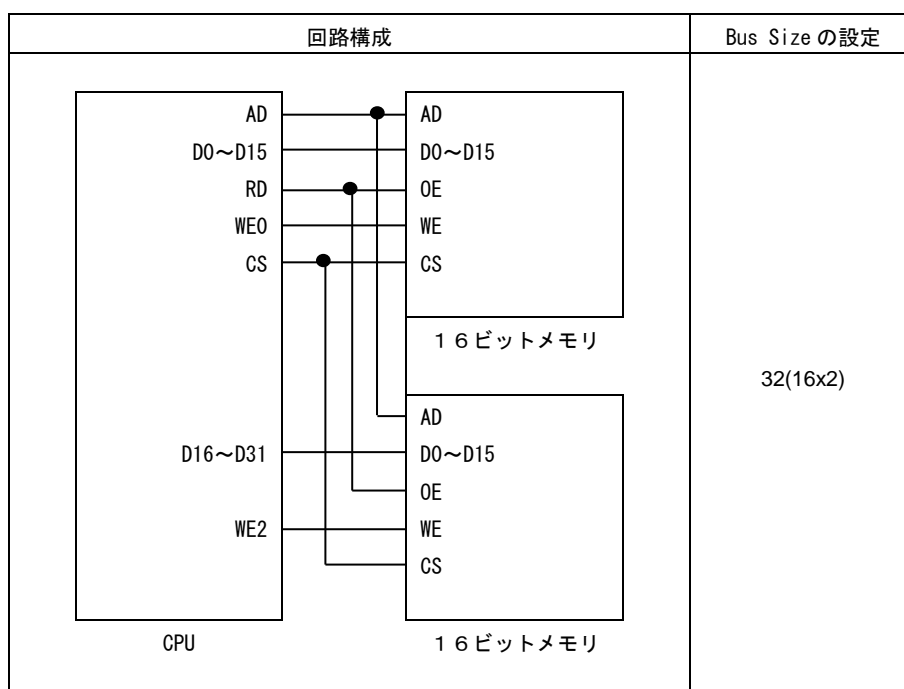 回路構成 Bus Size の設定
AD AD
D0～D15 D0～D15
RD OE
WE0 WE
CS CS
１６ビットメモリ
32(16x2)
AD
D16～D31 D0～D15
OE
WE2 WE
CS
CPU １６ビットメモリ